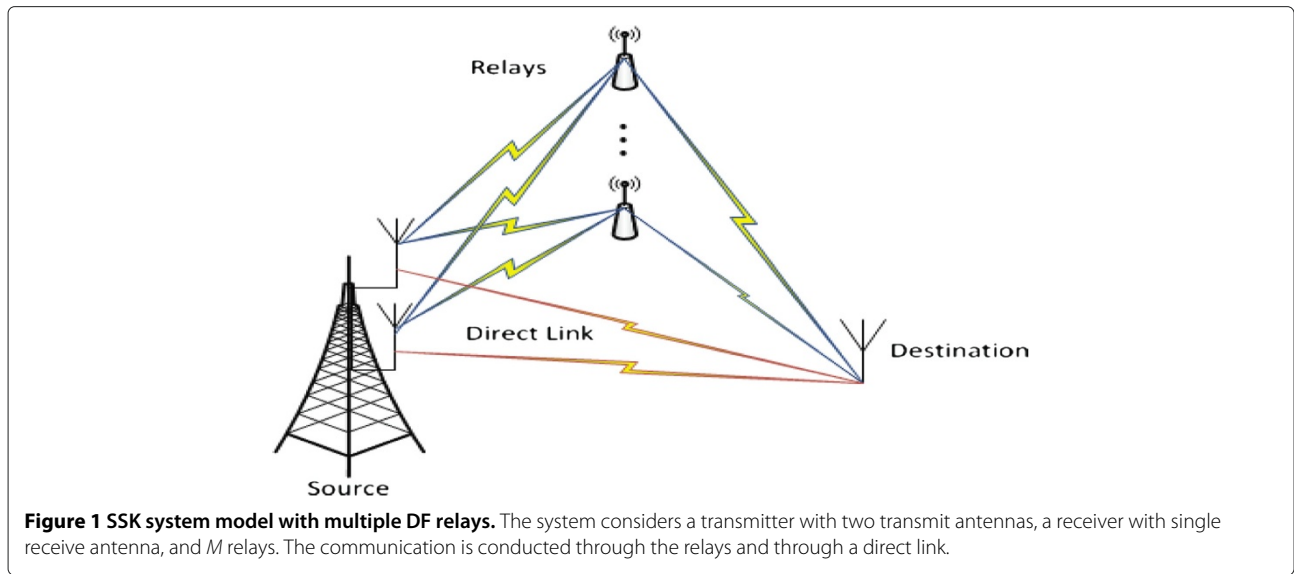 Relays
Direct Link
Destination
Source
Figure 1 SSK system model with multiple DF relays. The system considers a transmitter with two transmit antennas, a receiver with single
receive antenna, and M relays. The communication is conducted through the relays and through a direct link.